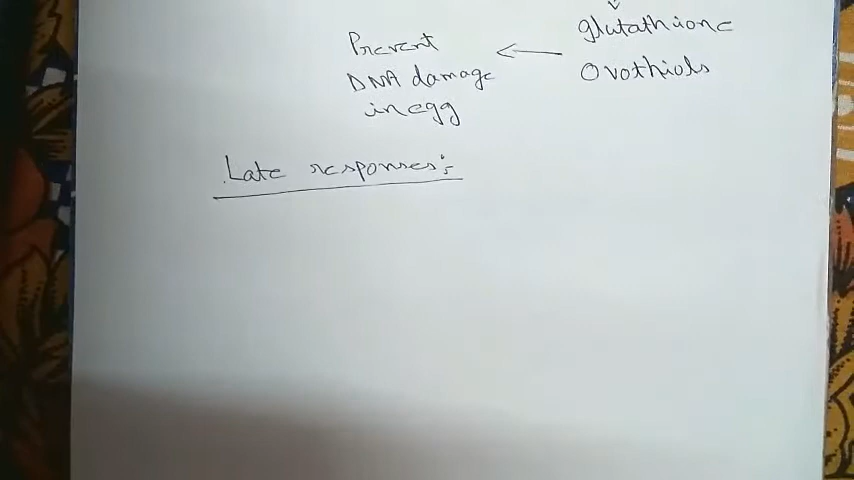 glutathione
Ovothiols
Prevent
DNA damage
in egg
Late responses: